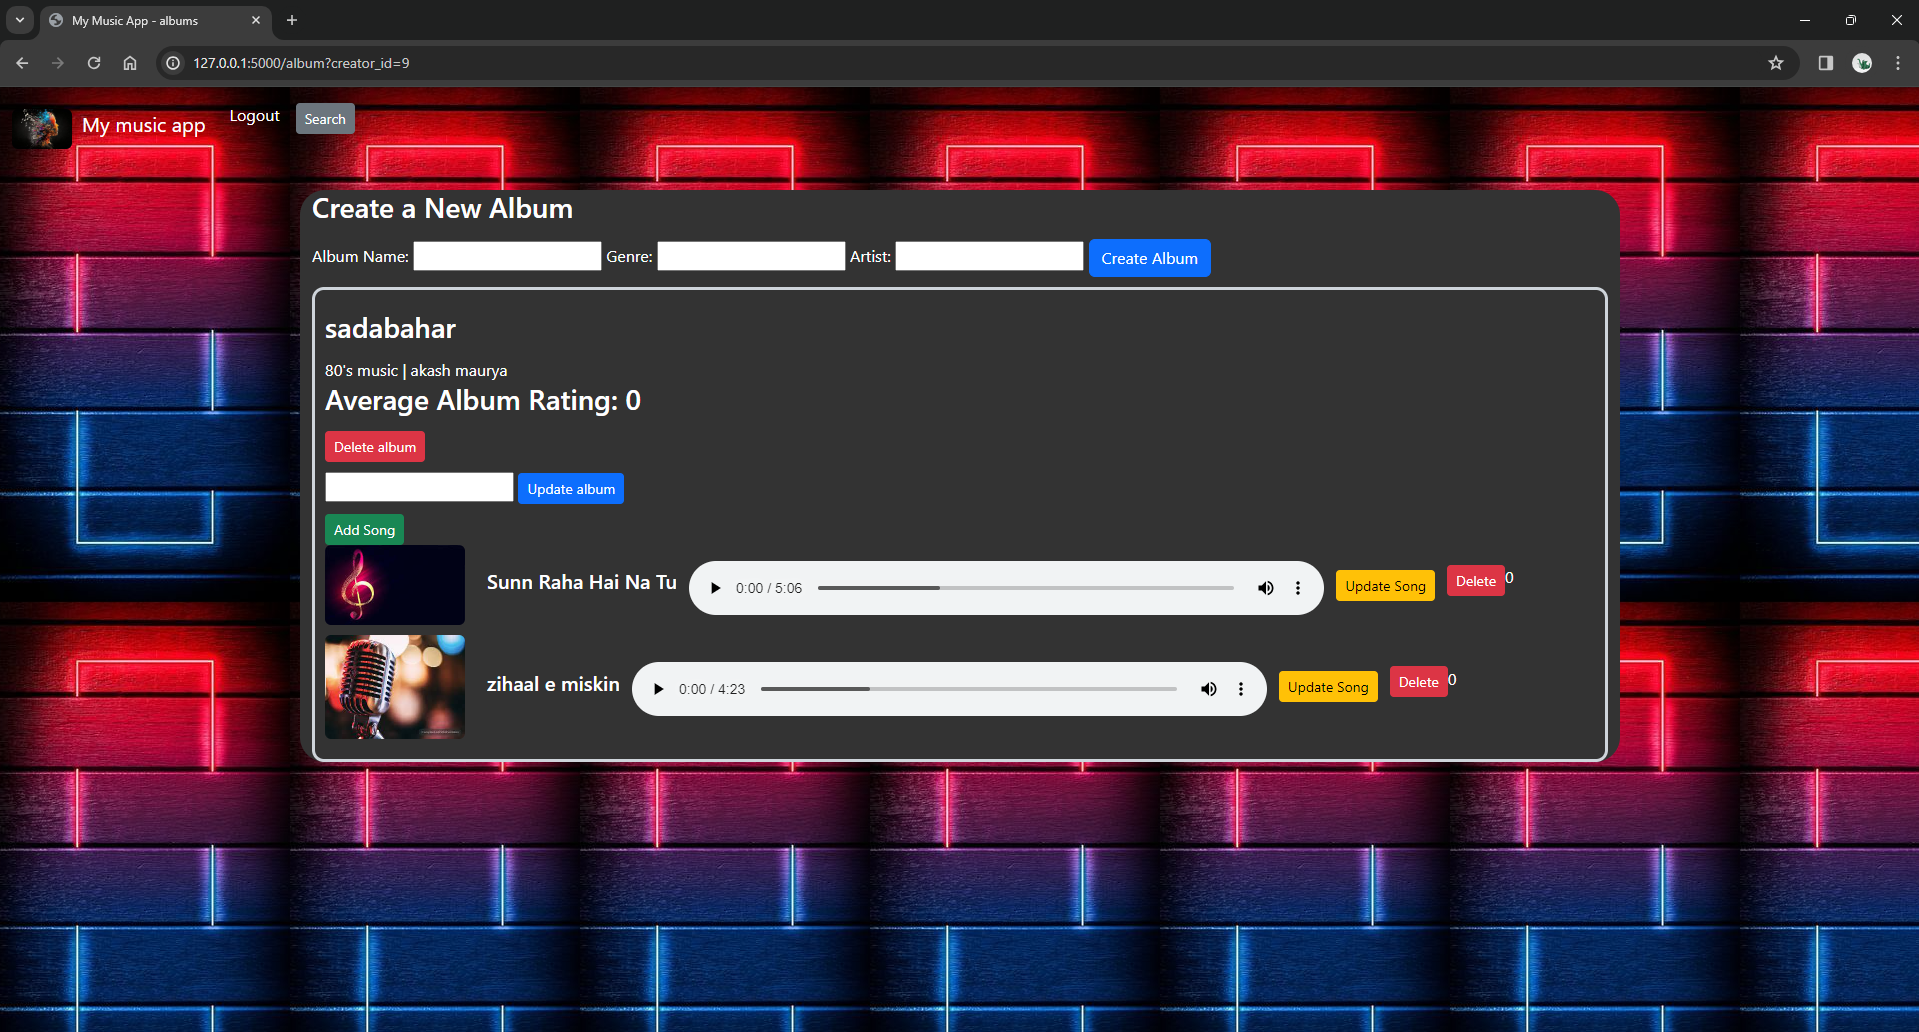 My Music App - albums
127.0.0.1:5000/album?creator_id=9
My music app Logout Search
Create a New Album
Album Name: Genre: Artist: Create Album
sadabahar
80's music | akash maurya
Average Album Rating: 0
Delete album
Update album
Add Song
Sunn Raha Hai Na Tu 0:00 / 5:06 Update Song Delete 0
zihaal e miskin 0:00 / 4:23 Update Song Delete 0